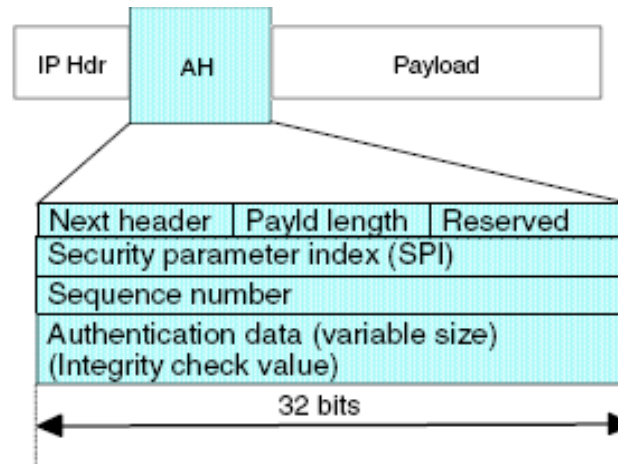 IP Hdr AH Payload
Next header Payld length Reserved
Security parameter index (SPI)
Sequence number
Authentication data (variable size)
(Integrity check value)
32 bits